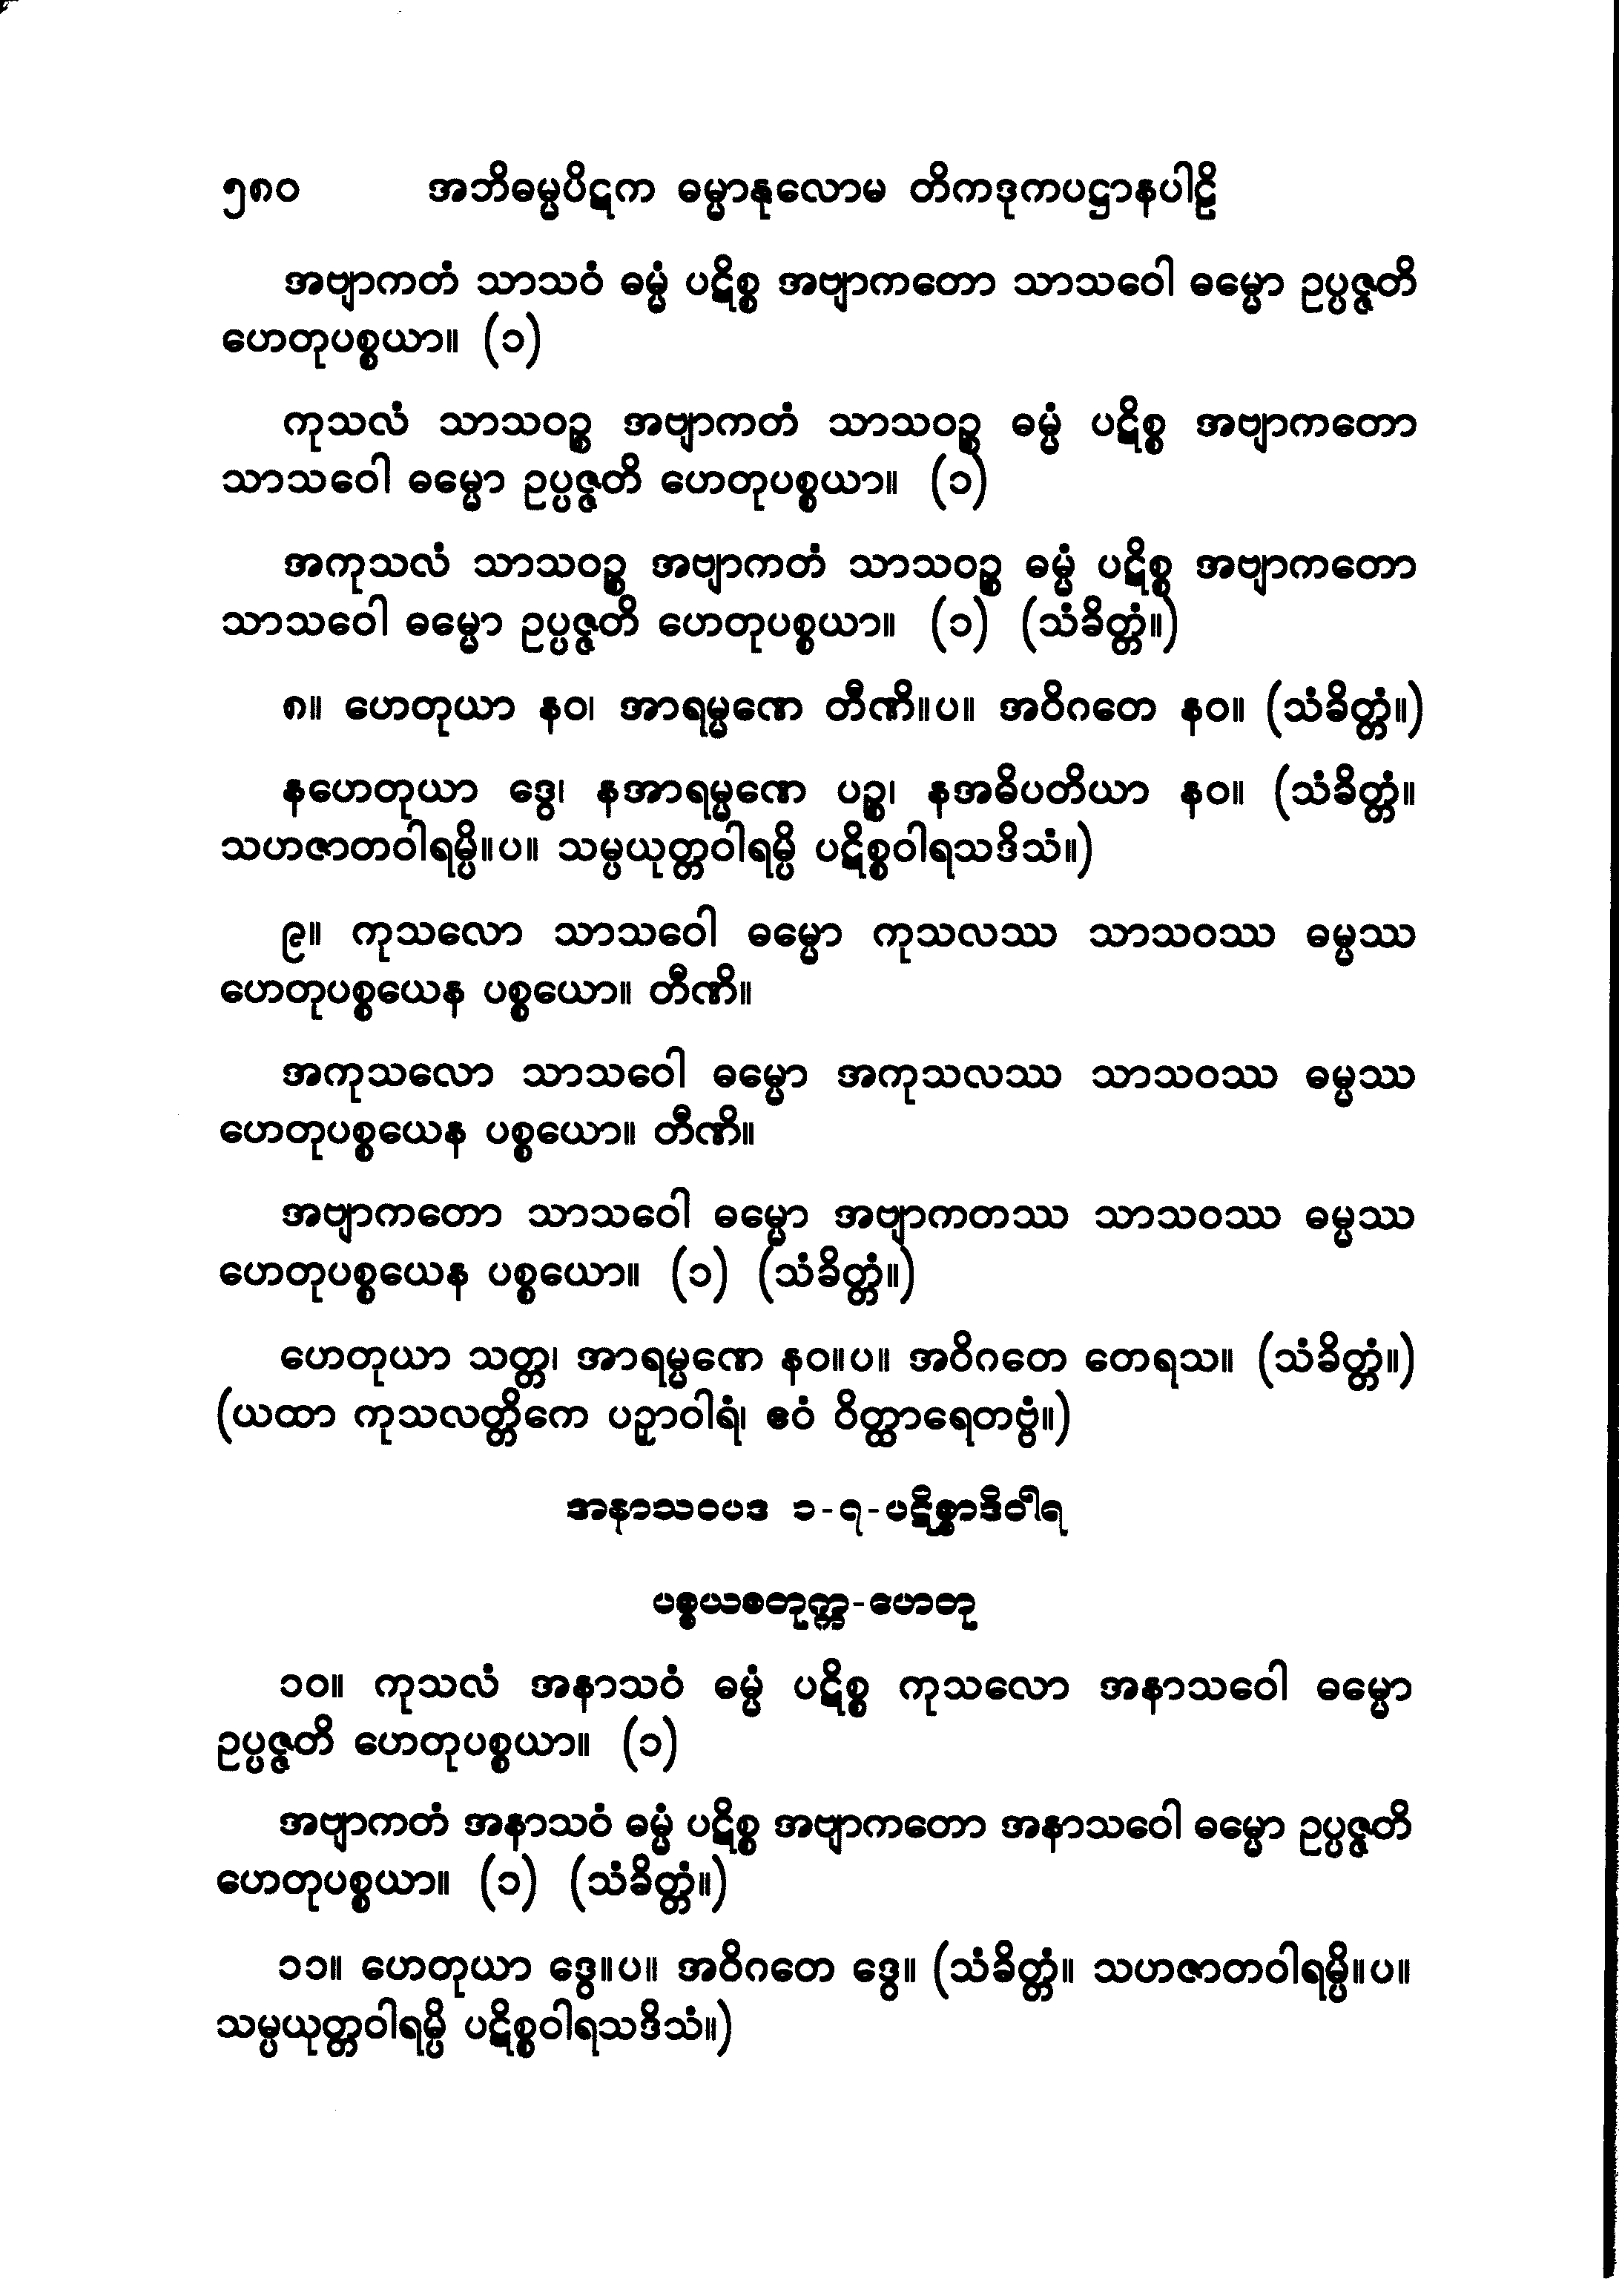 ၅၈၀ အဘိဓမ္မပိဋက ဓမ္မာနုလောမ တိကဒုကပဋ္ဌာနပါဠိ
အဗျာကတံ သာသဝံ ဓမ္မံ ပဋိစ္စ အဗျာကတော သာသဝေါ ဓမ္မော ဥပ္ပဇ္ဇတိ
ဟေတုပစ္စယာ။ (၁)
ကုသလံ သာသဝဉ္စ အဗျာကတံ သာသဝဉ္စ ဓမ္မံ ပဋိစ္စ အဗျာကတော
သာသဝေါ ဓမ္မော ဥပ္ပဇ္ဇတိ ဟေတုပစ္စယာ။ (၁)
အကုသလံ သာသဝဉ္စ အဗျာကတံ သာသဝဉ္စ ဓမ္မံ ပဋိစ္စ အဗျာကတော
သာသဝေါ ဓမ္မော ဥပ္ပဇ္ဇတိ ဟေတုပစ္စယာ။ (၁) (သံခိတ္တံ။)
၈။ ဟေတုယာ နဝ၊ အာရမ္မဏေ တီဏိ။ပ။ အဝိဂတေ နဝ။ (သံခိတ္တံ။)
နဟေတုယာ ဒွေ၊ နအာရမ္မဏေ ပဉ္စ၊ နအဓိပတိယာ နဝ။ (သံခိတ္တံ။
သဟဇာတဝါရမ္ပိ။ပ။ သမ္ပယုတ္တဝါရမ္ပိ ပဋိစ္စဝါရသဒိသံ။)
၉။ ကုသလော သာသဝေါ ဓမ္မော ကုသလဿ သာသဝဿ ဓမ္မဿ
ဟေတုပစ္စယေန ပစ္စယော။ တီဏိ။
အကုသလော သာသဝေါ ဓမ္မော အကုသလဿ သာသဝဿ ဓမ္မဿ
ဟေတုပစ္စယေန ပစ္စယော။ တီဏိ။
အဗျာကတော သာသဝေါ ဓမ္မော အဗျာကတဿ သာသဝဿ ဓမ္မဿ
ဟေတုပစ္စယေန ပစ္စယော။ (၁) (သံခိတ္တံ။)
ဟေတုယာ သတ္တ၊ အာရမ္မဏေ နဝ။ပ။ အဝိဂတေ တေရသ။ (သံခိတ္တံ။)
(ယထာ ကုသလတ္တိကေ ပဉှာဝါရံ၊ ဧဝံ ဝိတ္ထာရေတဗ္ဗံ။)
အနာသဝပဒ ၁-၇-ပဋိစ္စာဒိဝါရ
ပစ္စယစတုက္က-ဟေတု
၁၀။ ကုသလံ အနာသဝံ ဓမ္မံ ပဋိစ္စ ကုသလော အနာသဝေါ ဓမ္မော
ဥပ္ပဇ္ဇတိ ဟေတုပစ္စယာ။ (၁)
အဗျာကတံ အနာသဝံ ဓမ္မံ ပဋိစ္စ အဗျာကတော အနာသဝေါ ဓမ္မော ဥပ္ပဇ္ဇတိ
ဟေတုပစ္စယာ။ (၁) (သံခိတ္တံ။)
၁၁။ ဟေတုယာ ဒွေ။ပ။ အဝိဂတေ ဒွေ။ (သံခိတ္တံ။ သဟဇာတဝါရမ္ပိ။ပ။
သမ္ပယုတ္တဝါရမ္ပိ ပဋိစ္စဝါရသဒိသံ။)